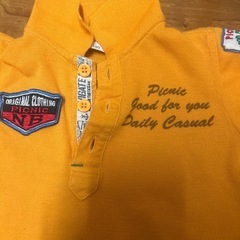 ORIGINAL CLOTHING
PICNIC
NB
Picnic
Good for you
Daily Casual